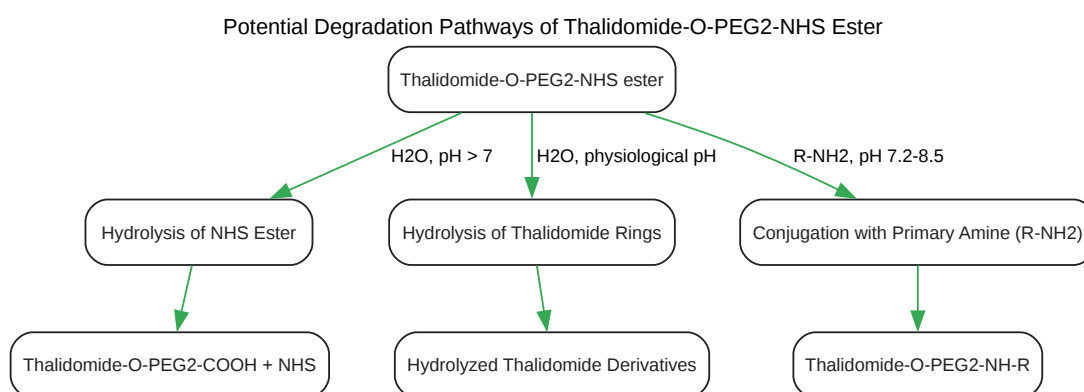 Potential Degradation Pathways of Thalidomide-O-PEG2-NHS Ester
Thalidomide-O-PEG2-NHS ester
H2O, pH > 7
H2O, physiological pH
R-NH2, pH 7.2-8.5
Hydrolysis of NHS Ester
Hydrolysis of Thalidomide Rings
Conjugation with Primary Amine (R-NH2)
Thalidomide-O-PEG2-COOH + NHS
Hydrolyzed Thalidomide Derivatives
Thalidomide-O-PEG2-NH-R